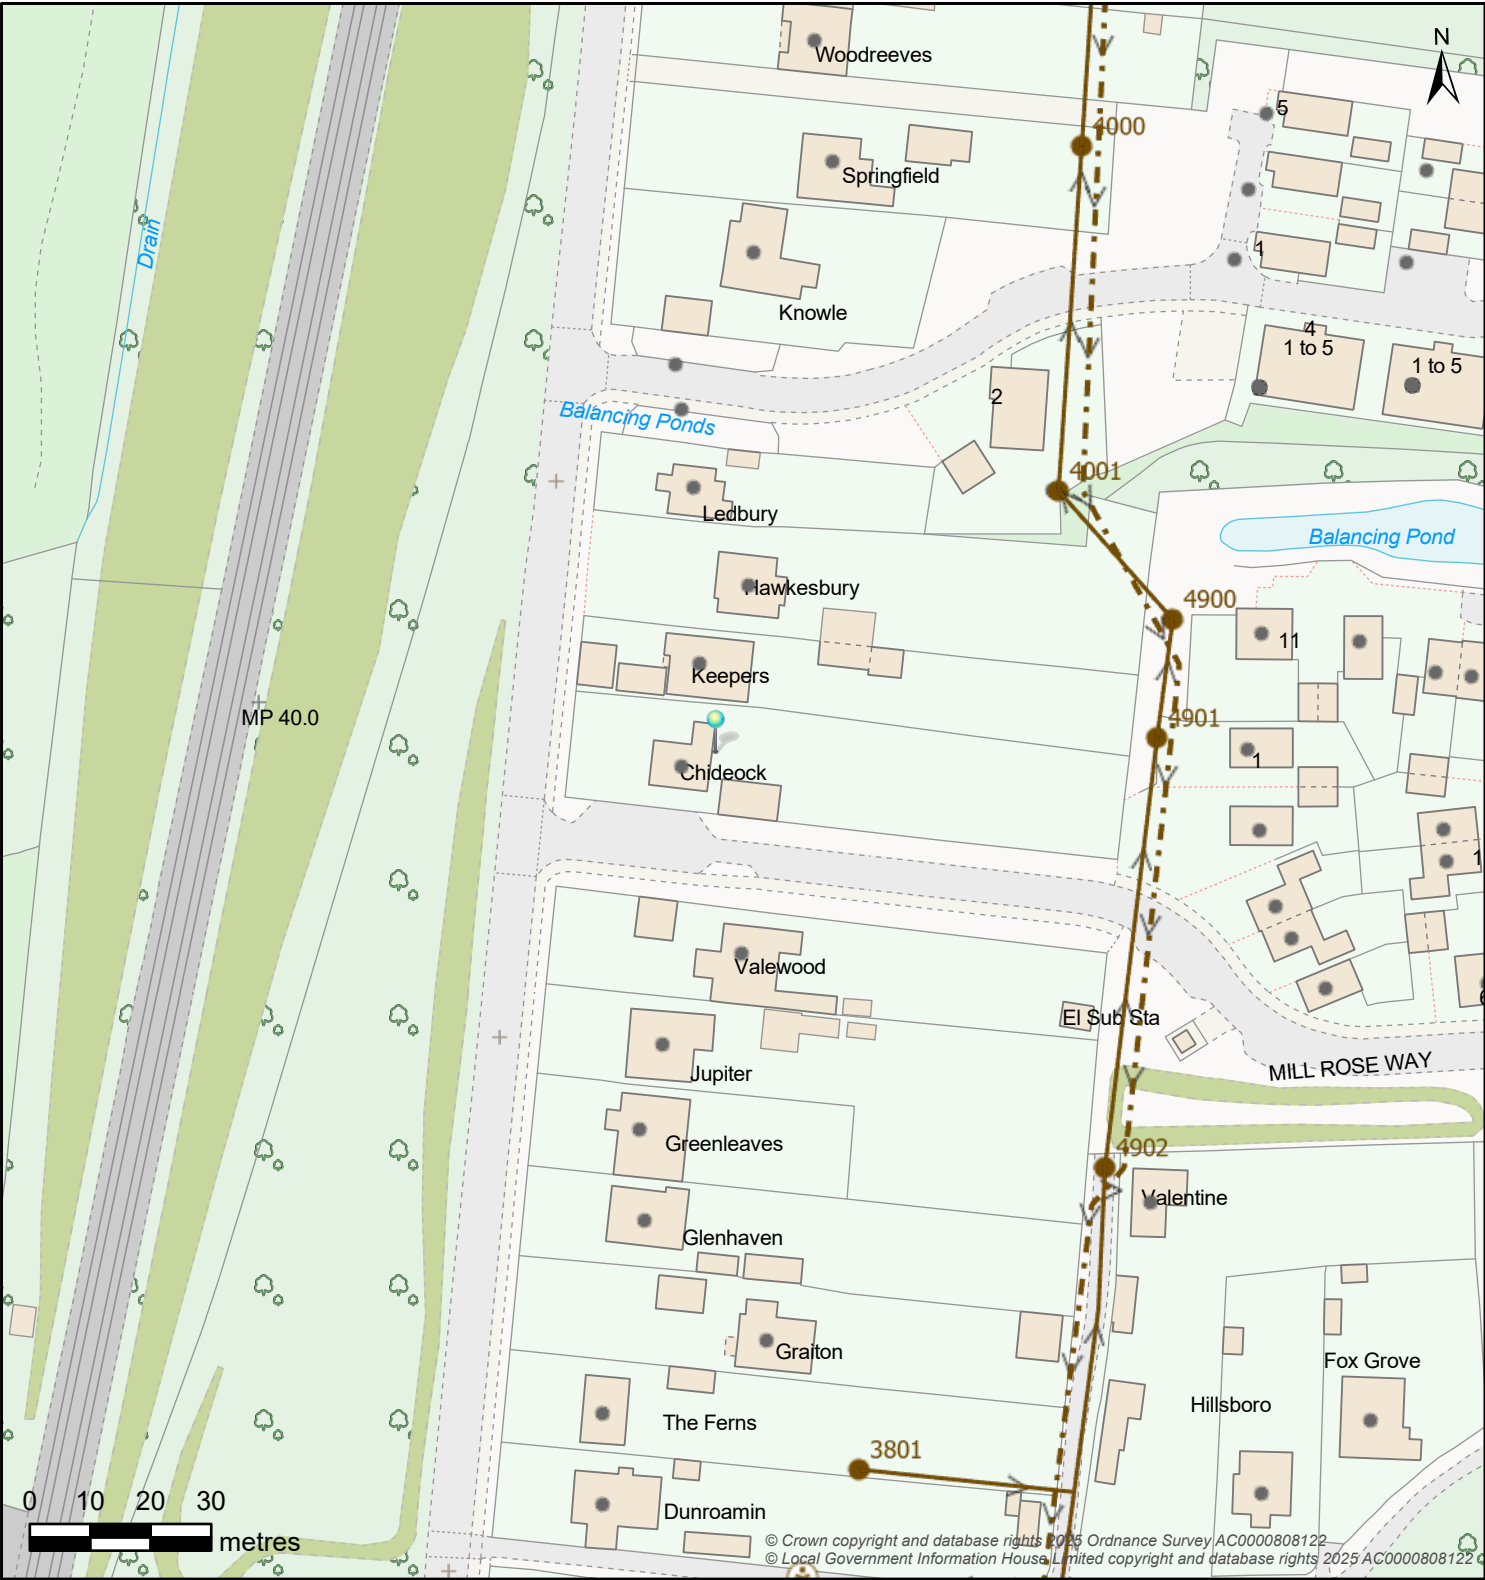 N
Woodreeves
5
4000
Springfield
Drain
1
Knowle
4
1 to 5
1 to 5
2
Balancing Ponds
4001
Ledbury
Balancing Pond
Hawkesbury
4900
11
Keepers
MP 40.0
4901
1
Chideock
1
Valewood
El Sub Sta
MILL ROSE WAY
Jupiter
Greenleaves
4902
Valentine
Glenhaven
Graiton
Fox Grove
Hillsboro
The Ferns
3801
0 10 20 30
metres
Dunroamin
© Crown copyright and database rights 2025 Ordnance Survey AC0000808122
© Local Government Information House Limited copyright and database rights 2025 AC0000808122